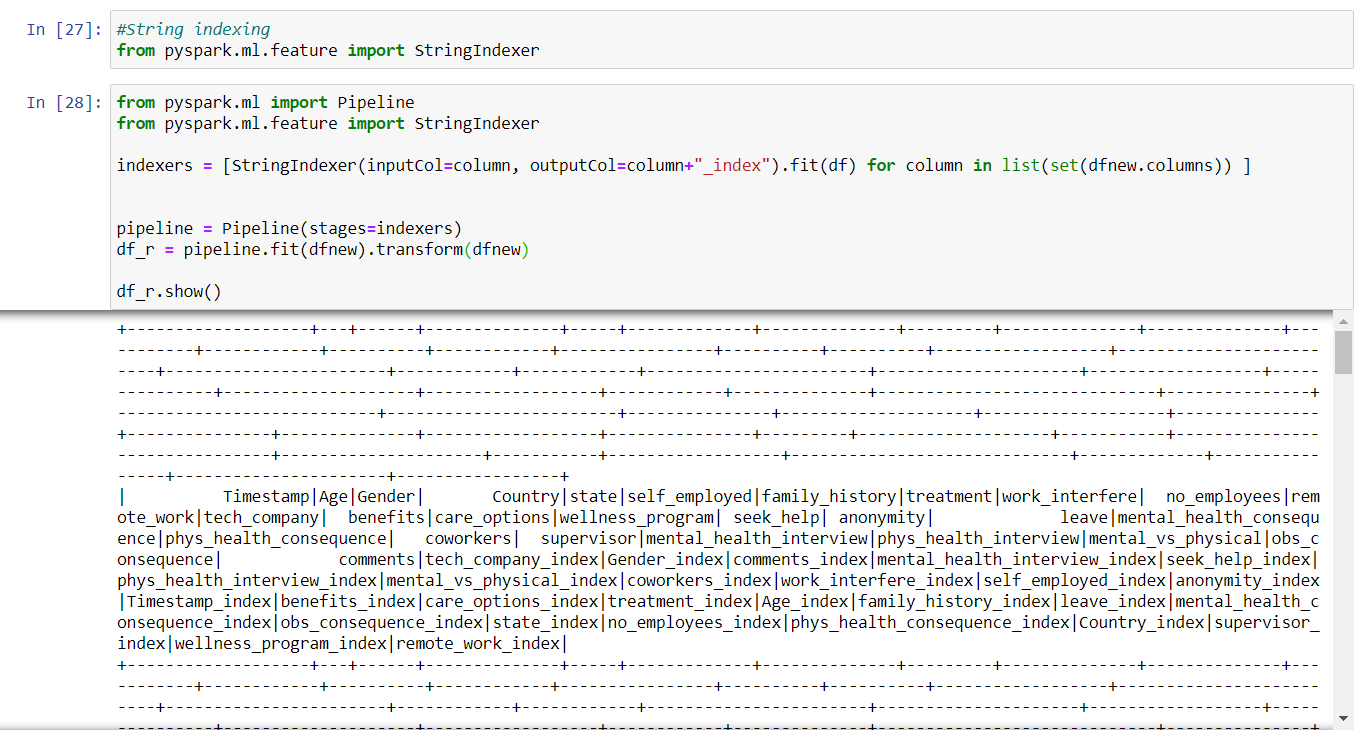 In [27]: #String indexing
from pyspark.ml.feature import StringIndexer
In [28]: from pyspark.ml import Pipeline
from pyspark.ml.feature import StringIndexer
indexers = [StringIndexer(inputCol=column, outputCol=column+"_index").fit(df) for column in list(set(dfnew.columns)) ]
pipeline = Pipeline(stages=indexers)
df_r = pipeline.fit(dfnew).transform(dfnew)
df_r.show()
+-------------------+---+------+--------------+-----+-------------+--------------+---------+--------------+--------------+---
----------+------------+----------+------------+----------------+----------+----------+------------------+---------------------
----+-----------------------+------------+------------+-----------------------+---------------------+------------------+-----
----------+--------------------+------------------+-----------+--------------+-----------------------------+---------------+
---------------------------+------------------------+---------------+-------------------+-------------------+---------------
+---------------+--------------+------------------+-------------+---------+--------------------+-----------+---------------
----------------+---------------------+-----------+------------------+----------------------------+-------------+-----------
-----+----------------------+-----------------+
|          Timestamp|Age|Gender|       Country|state|self_employed|family_history|treatment|work_interfere|  no_employees|rem
ote_work|tech_company|  benefits|care_options|wellness_program| seek_help| anonymity|             leave|mental_health_consequ
ence|phys_health_consequence|   coworkers|  supervisor|mental_health_interview|phys_health_interview|mental_vs_physical|obs_c
onsequence|            comments|tech_company_index|Gender_index|comments_index|mental_health_interview_index|seek_help_index|
phys_health_interview_index|mental_vs_physical_index|coworkers_index|work_interfere_index|self_employed_index|anonymity_index
|Timestamp_index|benefits_index|care_options_index|treatment_index|Age_index|family_history_index|leave_index|mental_health_c
onsequence_index|obs_consequence_index|state_index|no_employees_index|phys_health_consequence_index|Country_index|supervisor_
index|wellness_program_index|remote_work_index|
+-------------------+---+------+--------------+-----+-------------+--------------+---------+--------------+--------------+---
--------+------------+----------+------------+----------------+----------+----------+------------------+---------------------
----+-----------------------+------------+------------+-----------------------+---------------------+------------------+-----